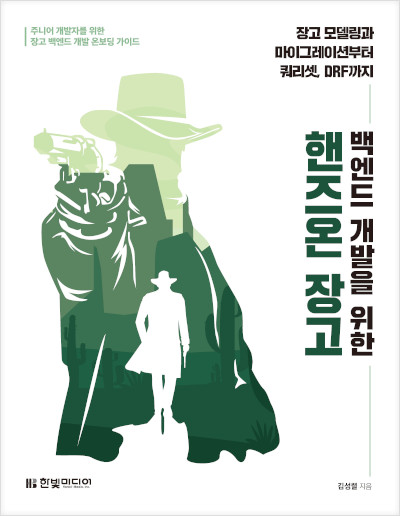 주니어 개발자를 위한
장고 백엔드 개발 온보딩 가이드
장고 모델링과
마이그레이션부터
쿼리셋, DRF까지
백엔드 개발을 위한
핸즈온 장고
한빛미디어
김성렬 지음